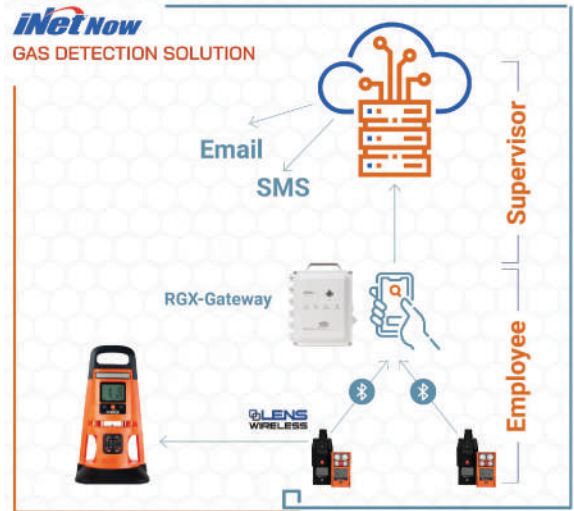 iNet Now
GAS DETECTION SOLUTION
Email
SMS
Supervisor
RGX-Gateway
Employee
LENS
WIRELESS